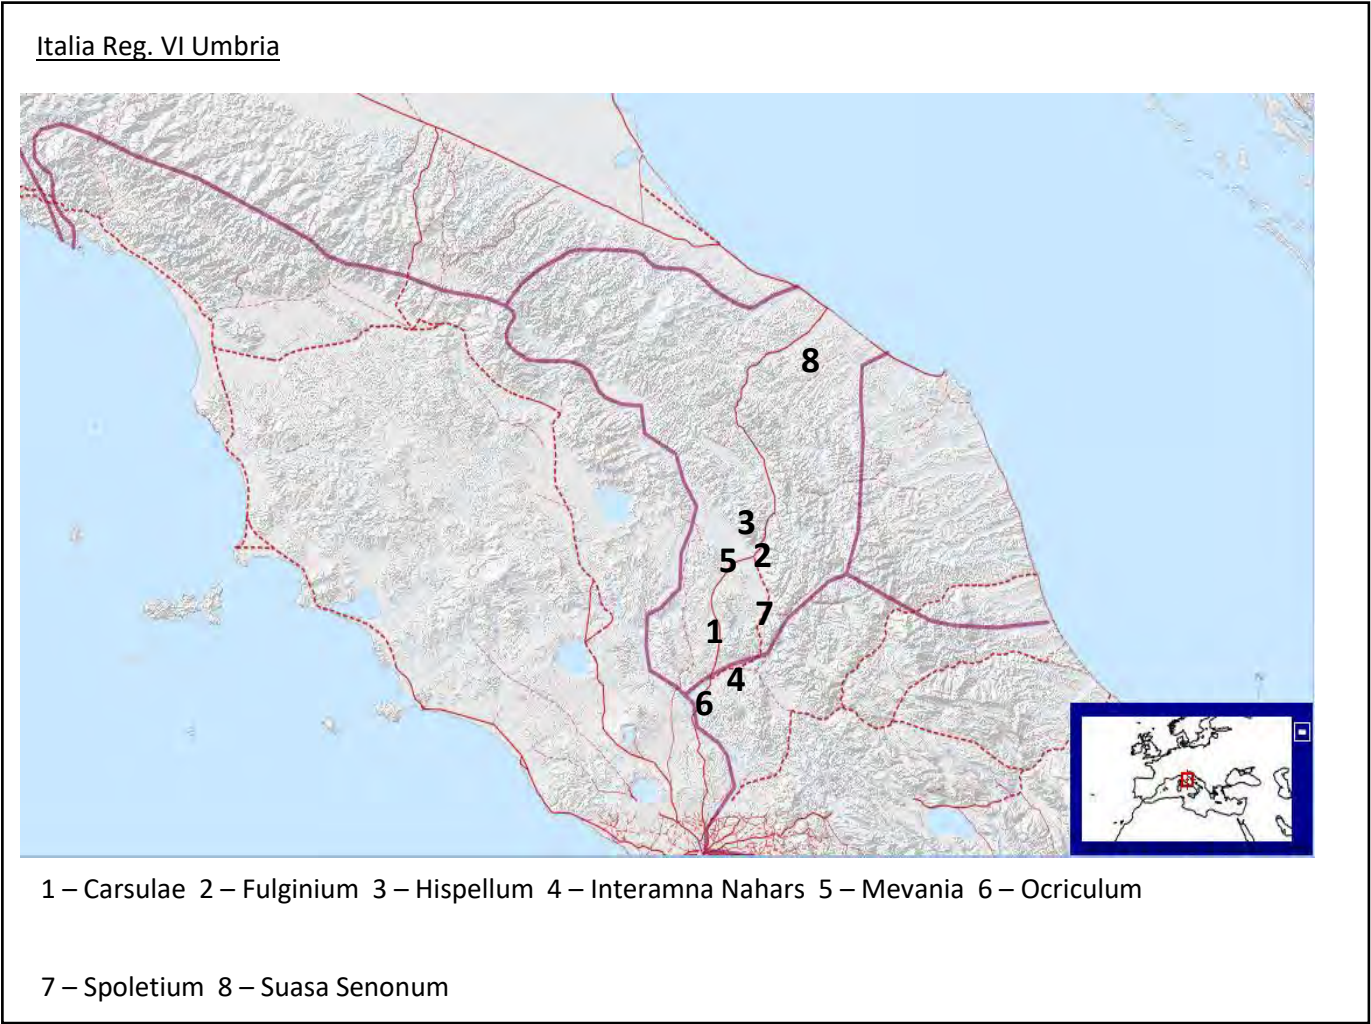 Italia Reg. VI Umbria
8
3
5 2
7
1
4
6
1 – Carsulae 2 – Fulginium 3 – Hispellum 4 – Interamna Nahars 5 – Mevania 6 – Ocriculum
7 – Spoletium 8 – Suasa Senonum